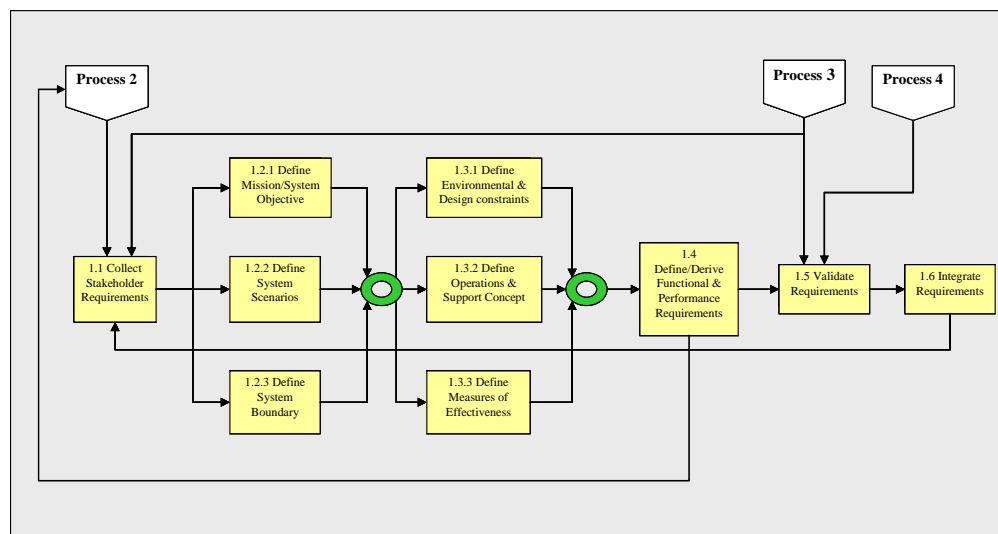 Process 2
Process 3
Process 4
1.2.1 Define
Mission/System
Objective
1.3.1 Define
Environmental &
Design constraints
1.1 Collect
Stakeholder
Requirements
1.2.2 Define
System
Scenarios
1.3.2 Define
Operations &
Support Concept
1.4
Define/Derive
Functional &
Performance
Requirements
1.5 Validate
Requirements
1.6 Integrate
Requirements
1.2.3 Define
System
Boundary
1.3.3 Define
Measures of
Effectiveness